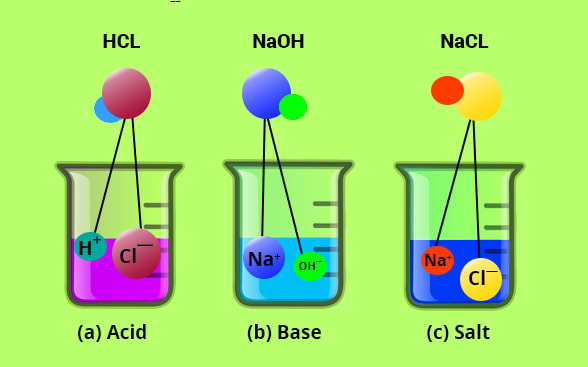 HCL
NaOH
NaCL
H+
Cl—
Na+
OH—
Na+
Cl—
(a) Acid
(b) Base
(c) Salt